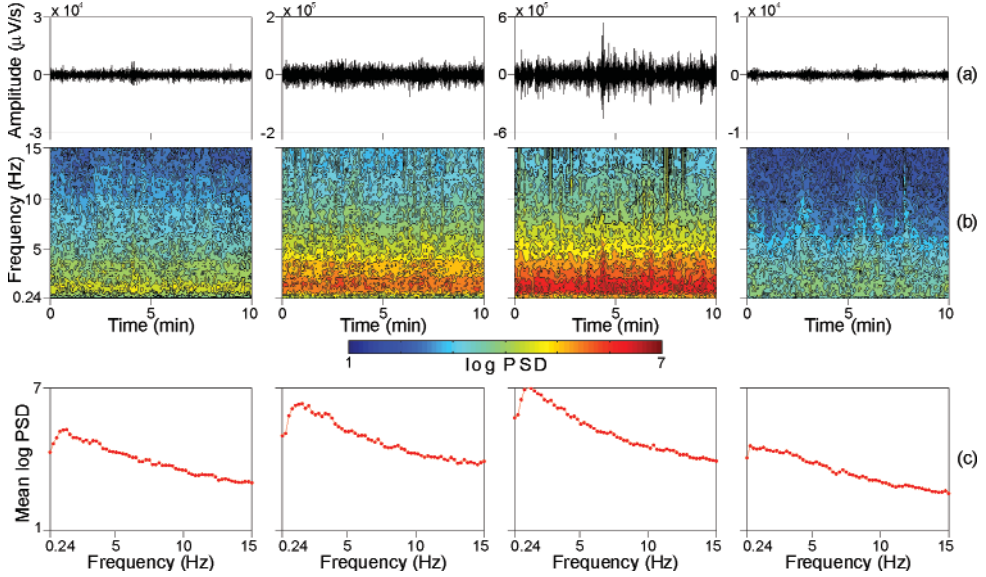 x 10⁴ x 10⁵ x 10⁵ x 10⁴
Amplitude (µV/s) 3 0 -3 2 0 -2 6 0 -6 1 0 -1 (a)
5 5 5 5
Frequency (Hz) 15 10 5 0.24 (b)
0 5 10 0 5 10 0 5 10 0 5 10
Time (min) Time (min) Time (min) Time (min)
1 log PSD 7
Mean log PSD 7 1 (c)
0.24 5 10 15 0.24 5 10 15 0.24 5 10 15 0.24 5 10 15
Frequency (Hz) Frequency (Hz) Frequency (Hz) Frequency (Hz)